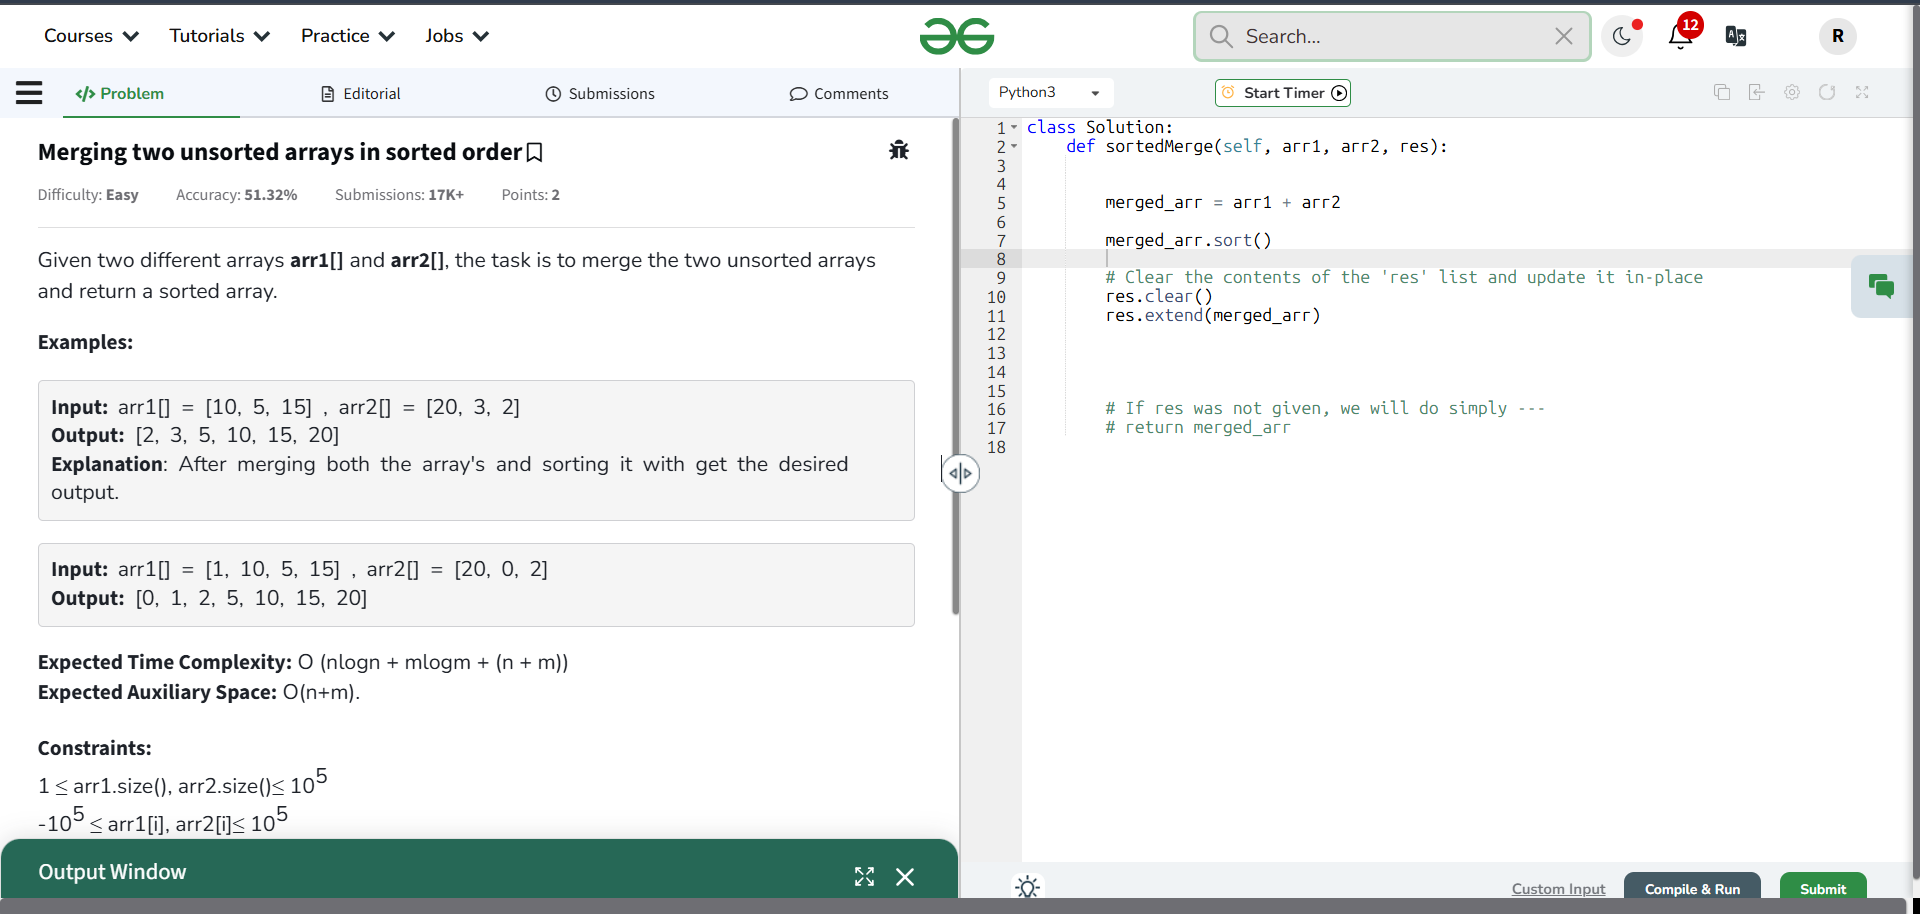 Courses Tutorials Practice Jobs Search... 12 R
Problem Editorial Submissions Comments
Python3 Start Timer
Merging two unsorted arrays in sorted order
Difficulty: Easy Accuracy: 51.32% Submissions: 17K+ Points: 2
Given two different arrays arr1[] and arr2[], the task is to merge the two unsorted arrays
and return a sorted array.
Examples:
Input: arr1[] = [10, 5, 15] , arr2[] = [20, 3, 2]
Output: [2, 3, 5, 10, 15, 20]
Explanation: After merging both the array's and sorting it with get the desired
output.
Input: arr1[] = [1, 10, 5, 15] , arr2[] = [20, 0, 2]
Output: [0, 1, 2, 5, 10, 15, 20]
Expected Time Complexity: O (nlogn + mlogm + (n + m))
Expected Auxiliary Space: O(n+m).
Constraints:
1 ≤ arr1.size(), arr2.size()≤ 10^5
-10^5 ≤ arr1[i], arr2[i]≤ 10^5
Output Window
1 class Solution:
2     def sortedMerge(self, arr1, arr2, res):
3
4
5         merged_arr = arr1 + arr2
6
7         merged_arr.sort()
8
9         # Clear the contents of the 'res' list and update it in-place
10         res.clear()
11         res.extend(merged_arr)
12
13
14
15
16         # If res was not given, we will do simply ---
17         # return merged_arr
18
Custom Input Compile & Run Submit